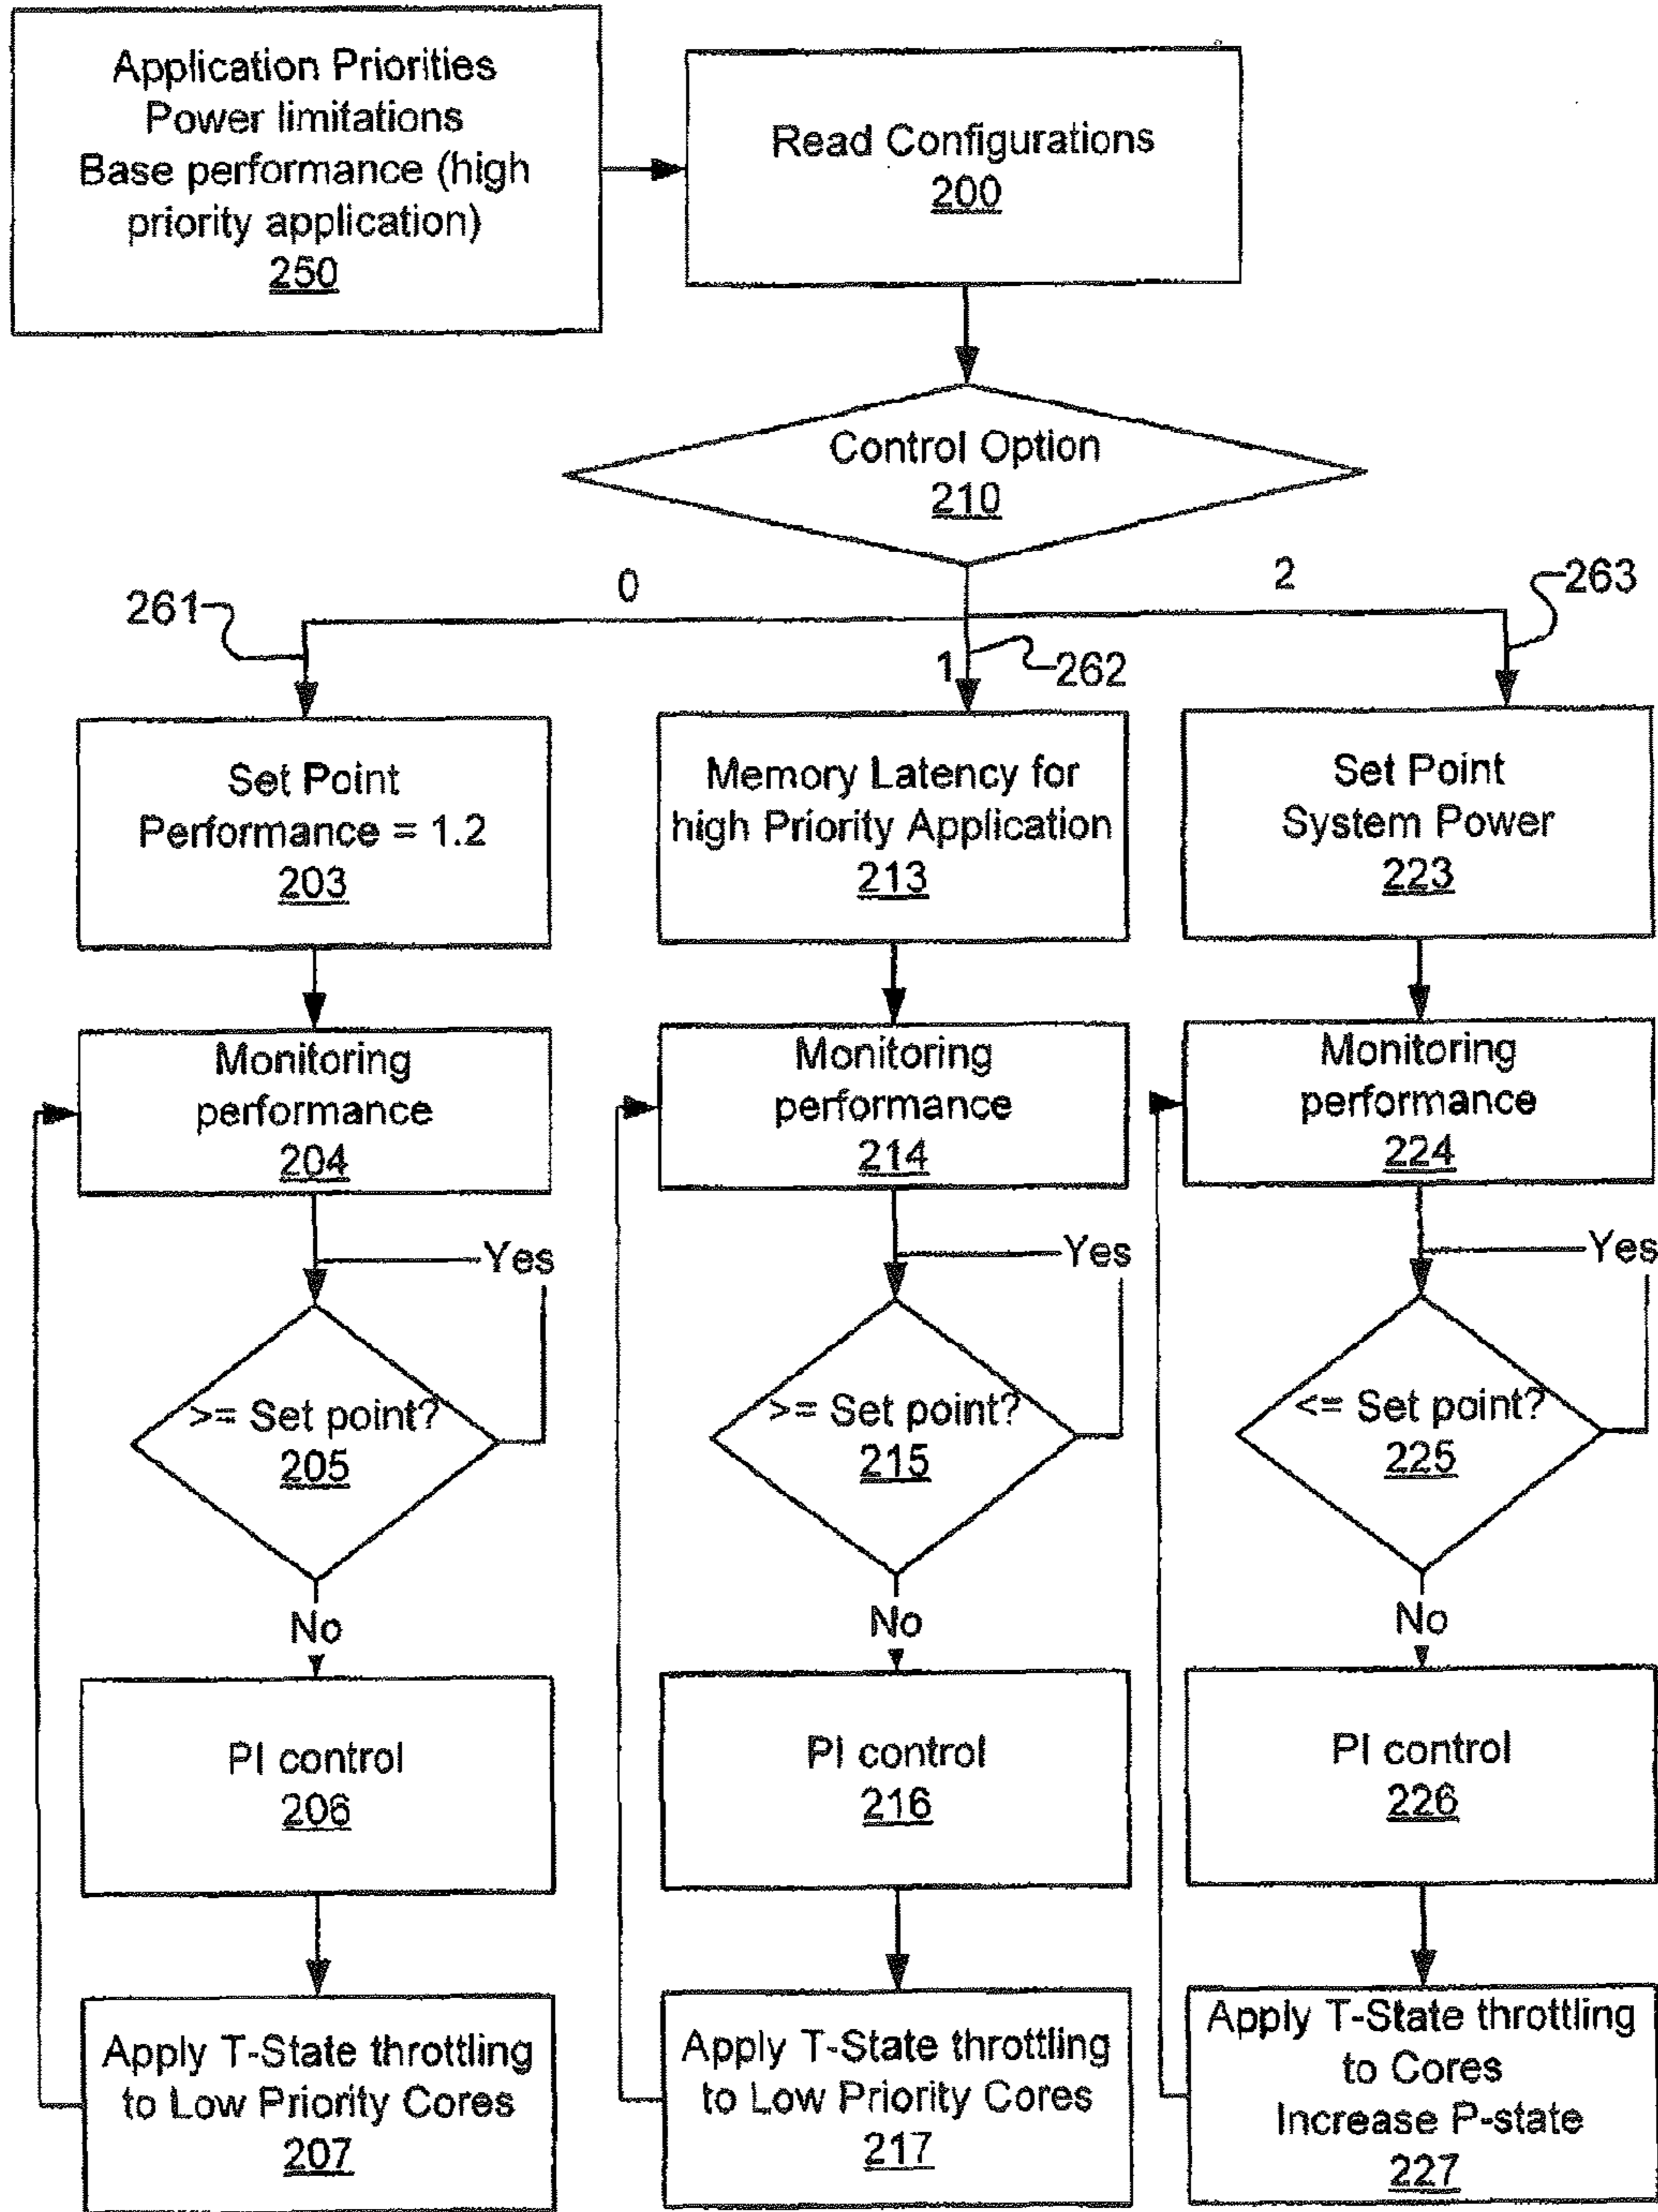 Application Priorities
Power limitations
Base performance (high
priority application)
250
Read Configurations
200
Control Option
210
0
2
261
263
1
262
Set Point
Performance = 1.2
203
Memory Latency for
high Priority Application
213
Set Point
System Power
223
Monitoring
performance
204
Monitoring
performance
214
Monitoring
performance
224
Yes
Yes
Yes
>= Set point?
205
>= Set point?
215
<= Set point?
225
No
No
No
PI control
206
PI control
216
PI control
226
Apply T-State throttling
to Low Priority Cores
207
Apply T-State throttling
to Low Priority Cores
217
Apply T-State throttling
to Cores
Increase P-state
227